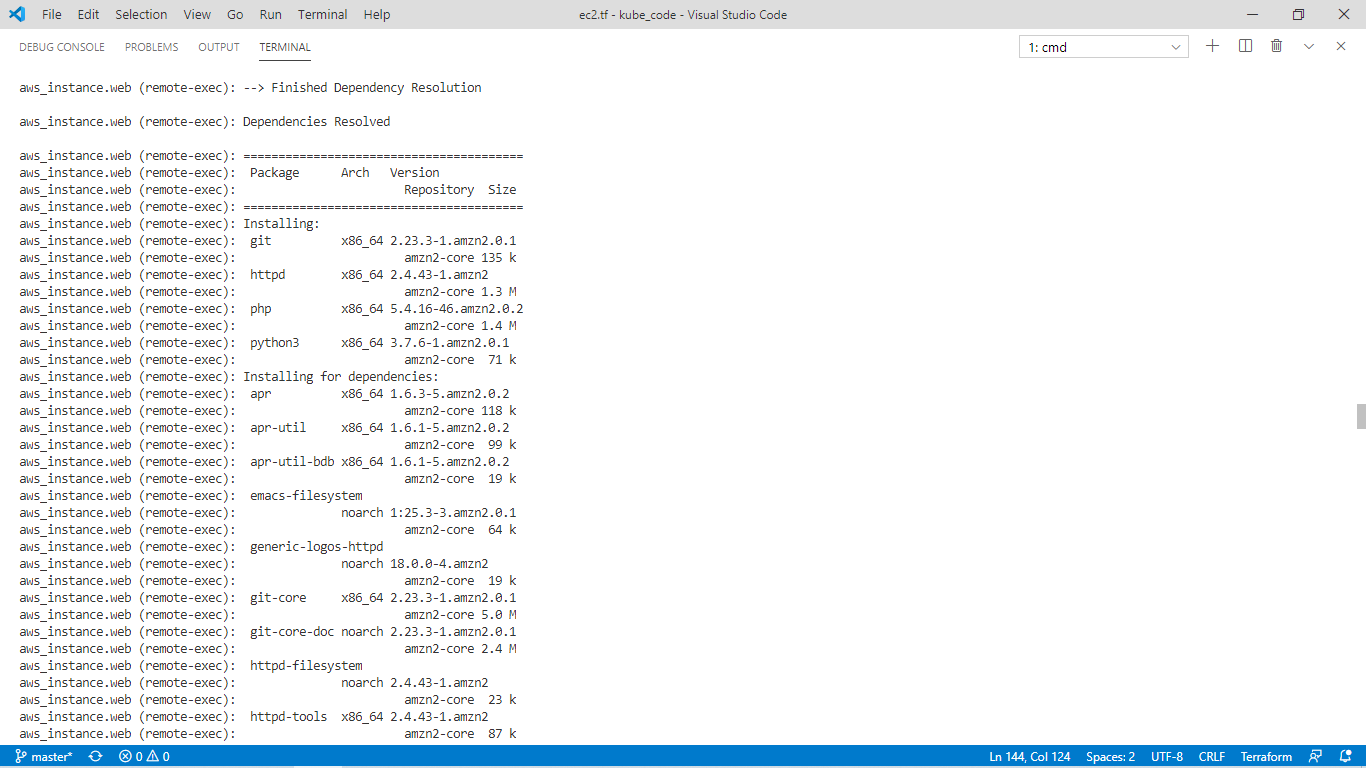 File Edit Selection View Go Run Terminal Help ec2.tf - kube_code - Visual Studio Code
DEBUG CONSOLE PROBLEMS OUTPUT TERMINAL 1: cmd
aws_instance.web (remote-exec): --> Finished Dependency Resolution
aws_instance.web (remote-exec): Dependencies Resolved
aws_instance.web (remote-exec): ========================================
aws_instance.web (remote-exec):  Package      Arch   Version
aws_instance.web (remote-exec):                        Repository  Size
aws_instance.web (remote-exec): ========================================
aws_instance.web (remote-exec): Installing:
aws_instance.web (remote-exec):  git          x86_64 2.23.3-1.amzn2.0.1
aws_instance.web (remote-exec):                        amzn2-core 135 k
aws_instance.web (remote-exec):  httpd        x86_64 2.4.43-1.amzn2
aws_instance.web (remote-exec):                        amzn2-core 1.3 M
aws_instance.web (remote-exec):  php          x86_64 5.4.16-46.amzn2.0.2
aws_instance.web (remote-exec):                        amzn2-core 1.4 M
aws_instance.web (remote-exec):  python3      x86_64 3.7.6-1.amzn2.0.1
aws_instance.web (remote-exec):                        amzn2-core  71 k
aws_instance.web (remote-exec): Installing for dependencies:
aws_instance.web (remote-exec):  apr          x86_64 1.6.3-5.amzn2.0.2
aws_instance.web (remote-exec):                        amzn2-core 118 k
aws_instance.web (remote-exec):  apr-util     x86_64 1.6.1-5.amzn2.0.2
aws_instance.web (remote-exec):                        amzn2-core  99 k
aws_instance.web (remote-exec):  apr-util-bdb x86_64 1.6.1-5.amzn2.0.2
aws_instance.web (remote-exec):                        amzn2-core  19 k
aws_instance.web (remote-exec):  emacs-filesystem
aws_instance.web (remote-exec):               noarch 1:25.3-3.amzn2.0.1
aws_instance.web (remote-exec):                        amzn2-core  64 k
aws_instance.web (remote-exec):  generic-logos-httpd
aws_instance.web (remote-exec):               noarch 18.0.0-4.amzn2
aws_instance.web (remote-exec):                        amzn2-core  19 k
aws_instance.web (remote-exec):  git-core     x86_64 2.23.3-1.amzn2.0.1
aws_instance.web (remote-exec):                        amzn2-core 5.0 M
aws_instance.web (remote-exec):  git-core-doc noarch 2.23.3-1.amzn2.0.1
aws_instance.web (remote-exec):                        amzn2-core 2.4 M
aws_instance.web (remote-exec):  httpd-filesystem
aws_instance.web (remote-exec):               noarch 2.4.43-1.amzn2
aws_instance.web (remote-exec):                        amzn2-core  23 k
aws_instance.web (remote-exec):  httpd-tools  x86_64 2.4.43-1.amzn2
aws_instance.web (remote-exec):                        amzn2-core  87 k
master* 0 0 Ln 144, Col 124 Spaces: 2 UTF-8 CRLF Terraform